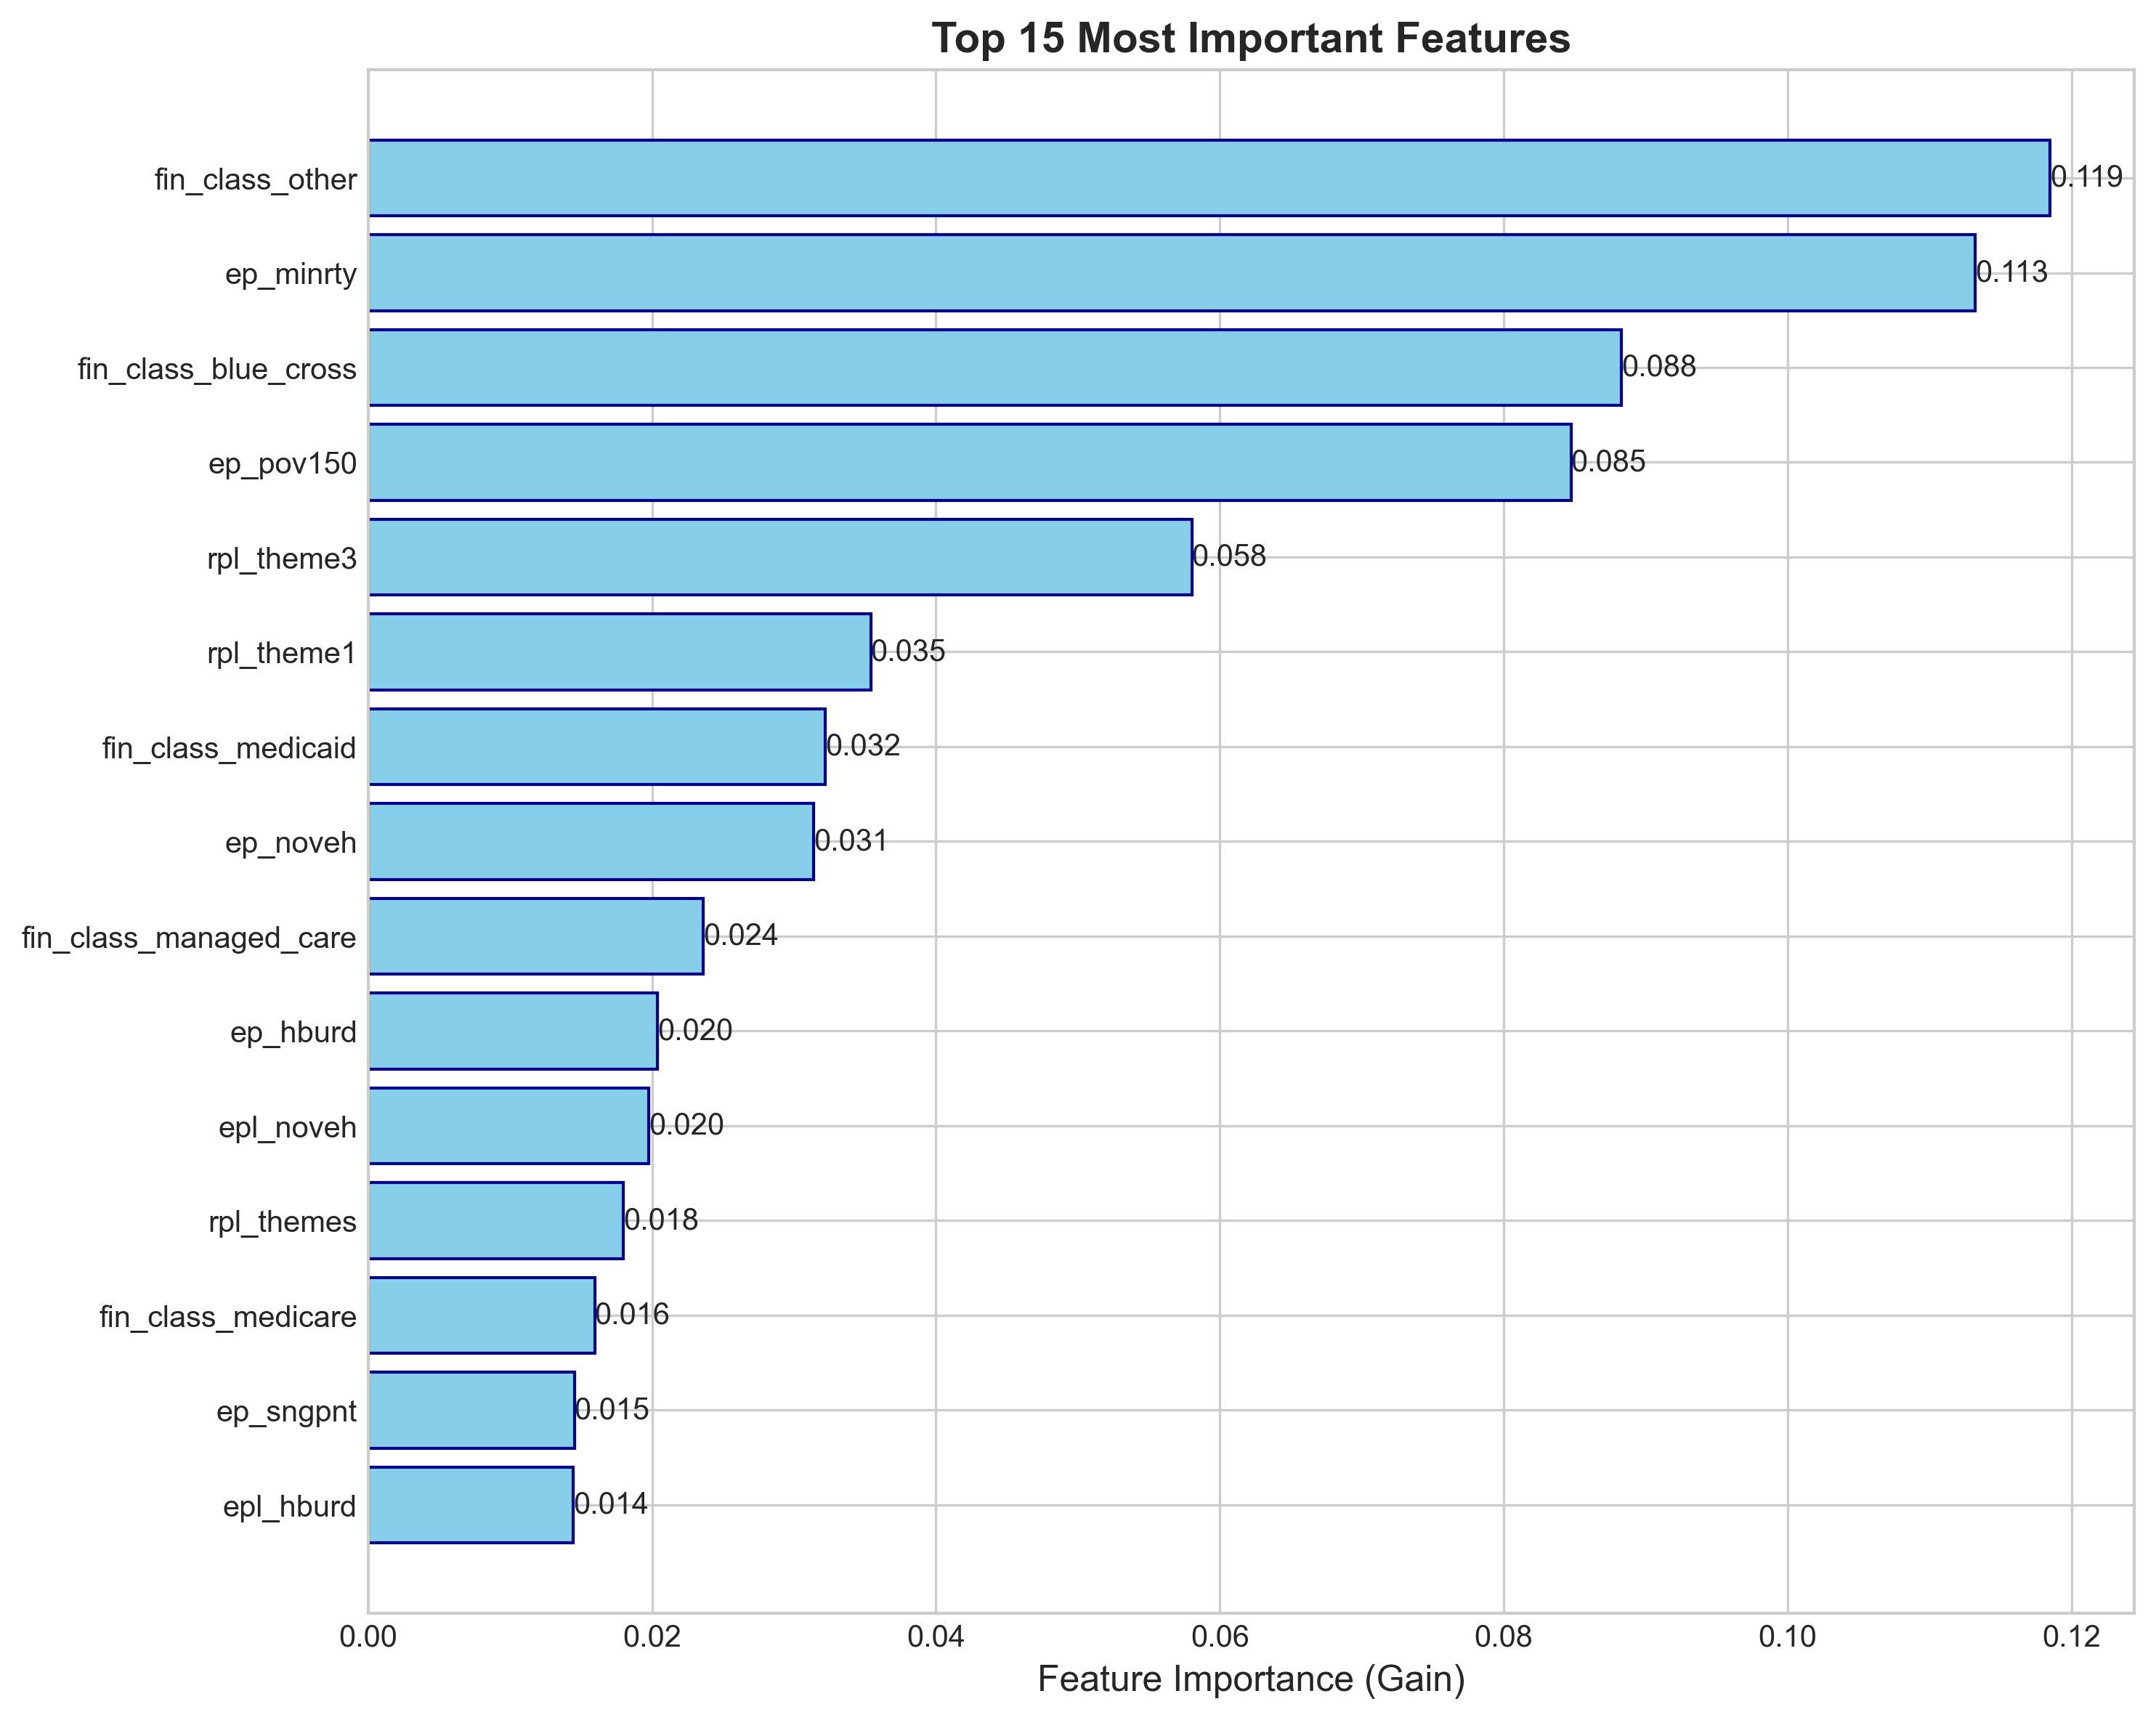 Top 15 Most Important Features
fin_class_other 0.119
ep_minrty 0.113
fin_class_blue_cross 0.088
ep_pov150 0.085
rpl_theme3 0.058
rpl_theme1 0.035
fin_class_medicaid 0.032
ep_noveh 0.031
fin_class_managed_care 0.024
ep_hburd 0.020
epl_noveh 0.020
rpl_themes 0.018
fin_class_medicare 0.016
ep_sngpnt 0.015
epl_hburd 0.014
0.00 0.02 0.04 0.06 0.08 0.10 0.12
Feature Importance (Gain)